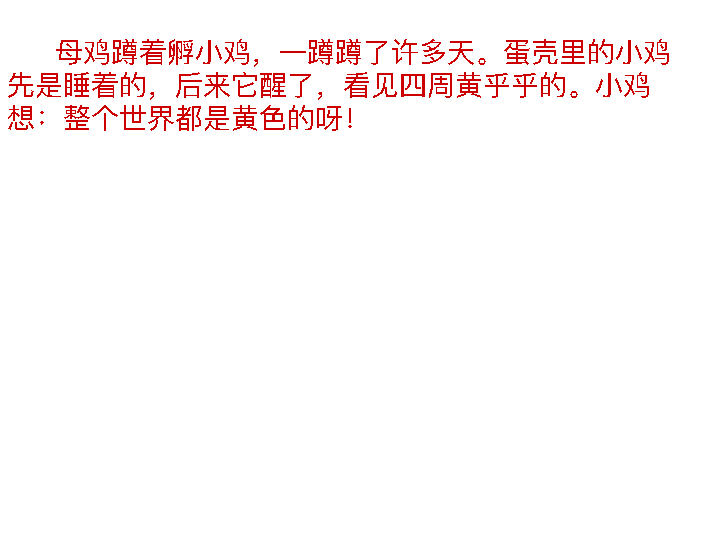 母鸡蹲着孵小鸡，一蹲蹲了许多天。蛋壳里的小鸡
先是睡着的，后来它醒了，看见四周黄乎乎的。小鸡
想：整个世界都是黄色的呀！